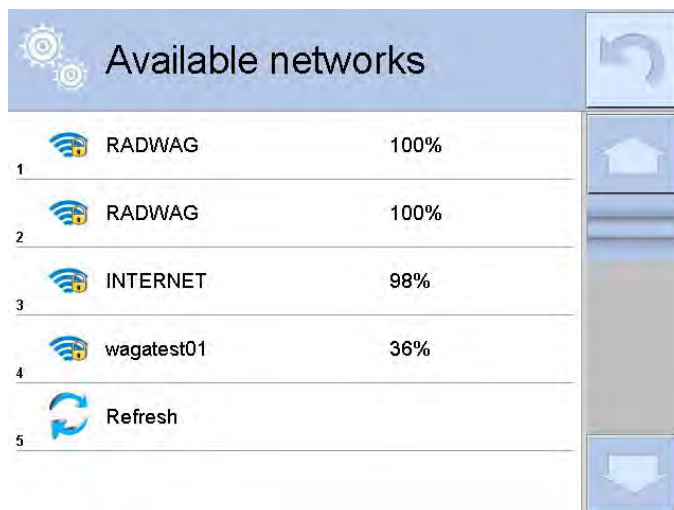 Available networks
RADWAG 100%
1
RADWAG 100%
2
INTERNET 98%
3
wagatest01 36%
4
Refresh
5